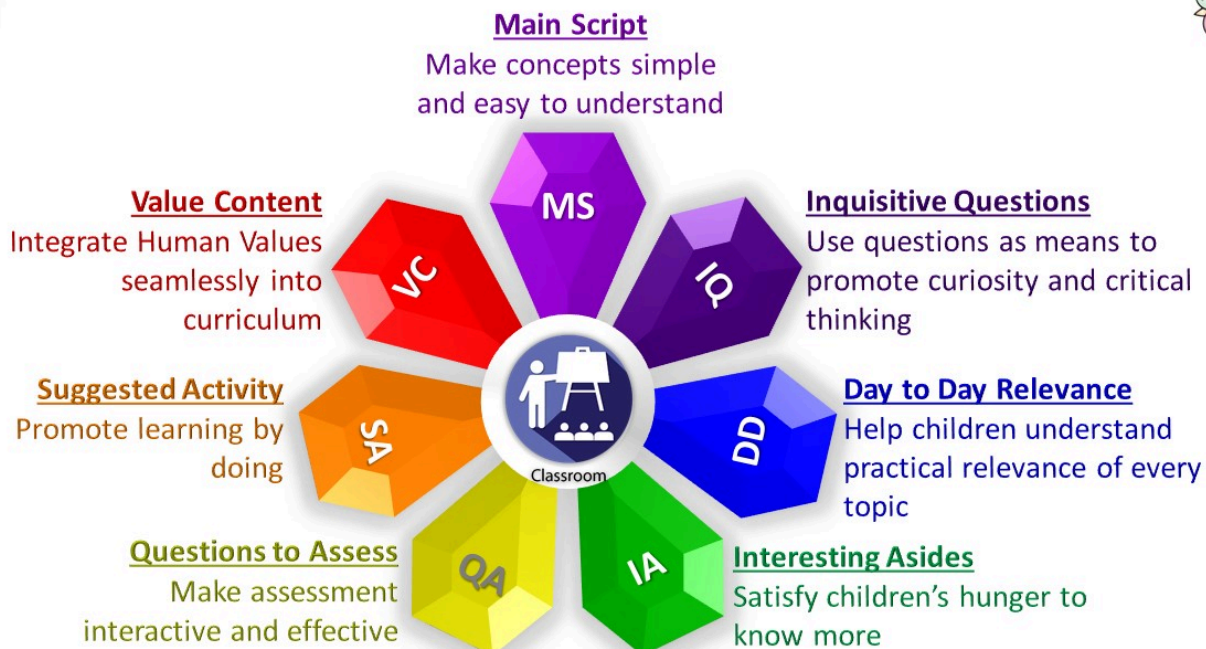 Main Script
Make concepts simple
and easy to understand
MS
Value Content
Integrate Human Values
seamlessly into
curriculum
VC
Inquisitive Questions
Use questions as means to
promote curiosity and critical
thinking
IQ
Suggested Activity
Promote learning by
doing
SA
Classroom
Day to Day Relevance
Help children understand
practical relevance of every
topic
DD
Questions to Assess
Make assessment
interactive and effective
QA
Interesting Asides
Satisfy children’s hunger to
know more
IA